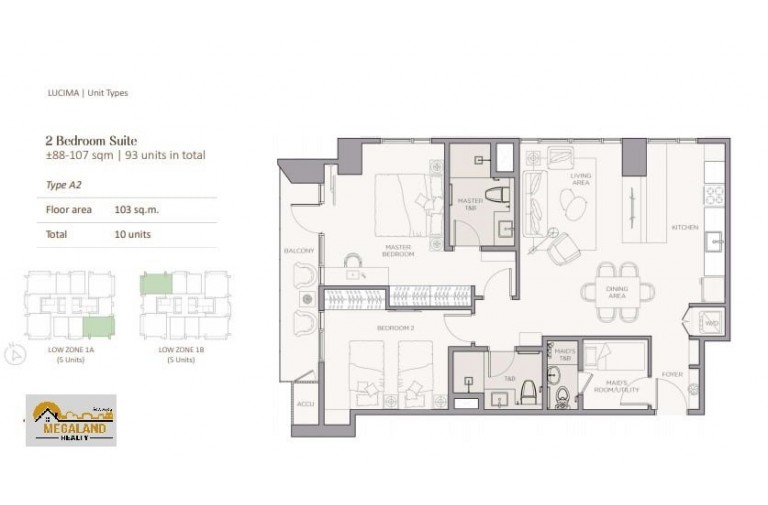 LUCIMA | Unit Types
2 Bedroom Suite
±88-107 sqm | 93 units in total
Type A2
Floor area 103 sq.m.
Total 10 units
LOW ZONE 1A
(5 Units)
LOW ZONE 1B
(5 Units)
MEGALAND
REALTY
BALCONY
MASTER
BEDROOM
MASTER
T&B
LIVING
AREA
KITCHEN
DINING
AREA
BEDROOM 2
T&B
MAID'S
T&B
MAID'S
ROOM/UTILITY
FOYER
W/D
ACCU